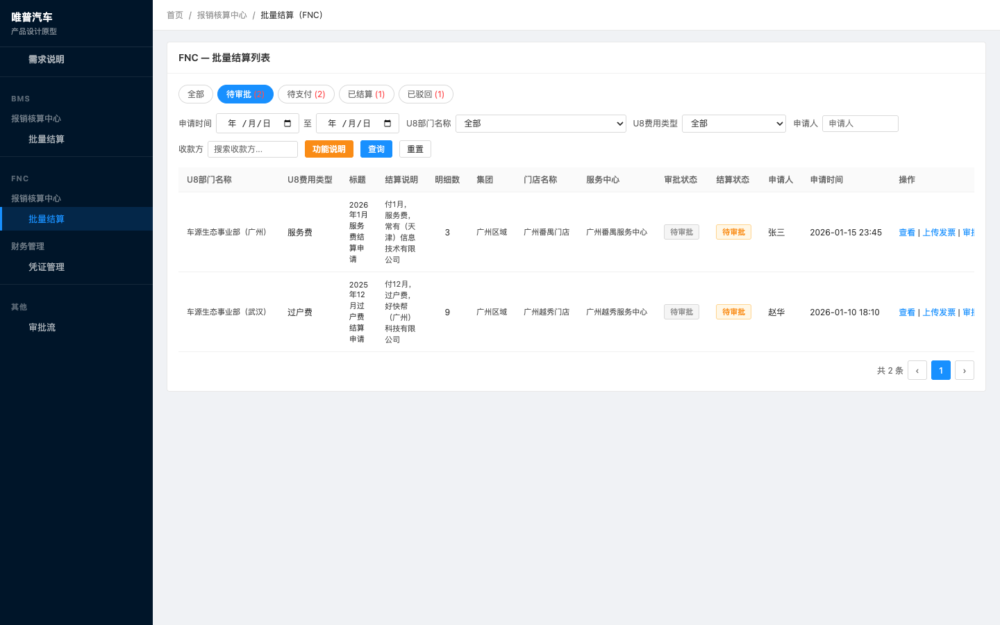 唯普汽车
产品设计原型
需求说明
BMS
报销核算中心
批量结算
FNC
报销核算中心
批量结算
财务管理
凭证管理
其他
审批流
首页 / 报销核算中心 / 批量结算（FNC）
FNC — 批量结算列表
全部 待审批 (2) 待支付 (2) 已结算 (1) 已驳回 (1)
申请时间 年 /月/日 至 年 /月/日 U8部门名称 全部 U8费用类型 全部 申请人 申请人
收款方 搜索收款方... 功能说明 查询 重置
U8部门名称 U8费用类型 标题 结算说明 明细数 集团 门店名称 服务中心 审批状态 结算状态 申请人 申请时间 操作
车源生态事业部（广州）
服务费
2026
年1月
服务
费结
算申
请
付1月，
服务费，
常有（天
津）信息
技术有限
公司
3
广州区域
广州番禺门店
广州番禺服务中心
待审批
待审批
张三
2026-01-15 23:45
查看 | 上传发票 | 审
车源生态事业部（武汉）
过户费
2025
年12
月过
户费
结算
申请
付12月，
过户费，
好快帮
（广州）
科技有限
公司
9
广州区域
广州越秀门店
广州越秀服务中心
待审批
待审批
赵华
2026-01-10 18:10
查看 | 上传发票 | 审
共 2 条 ‹ 1 ›